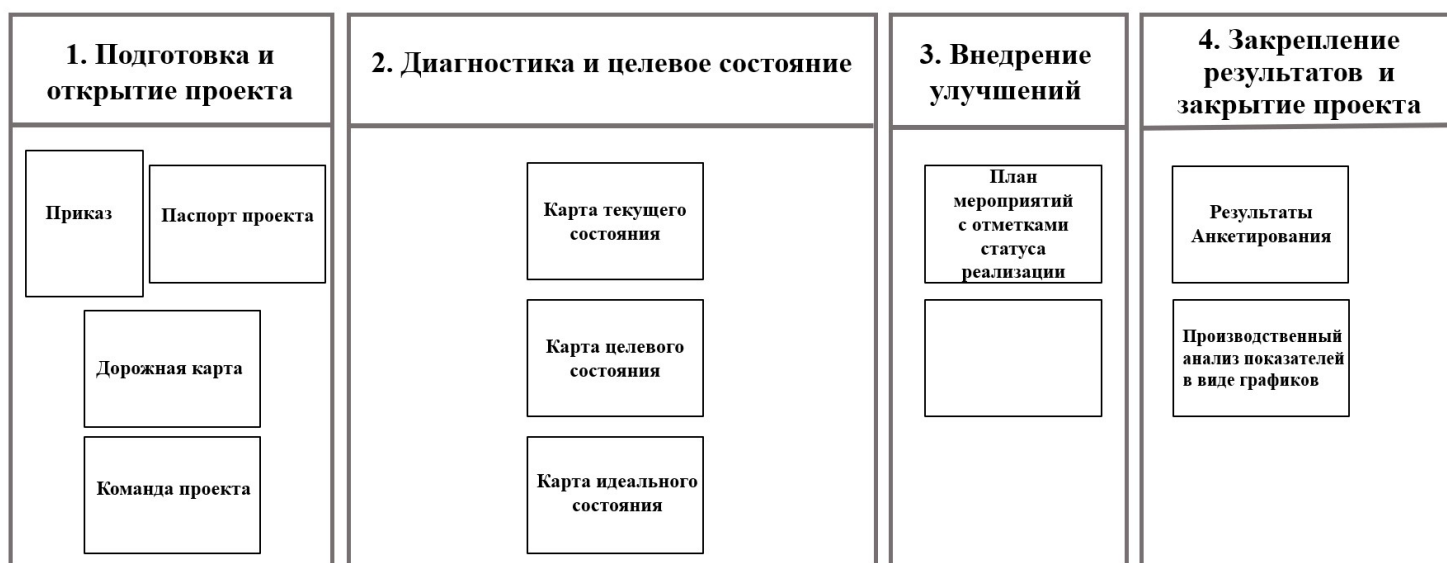 1. Подготовка и
открытие проекта
2. Диагностика и целевое состояние
3. Внедрение
улучшений
4. Закрепление
результатов и
закрытие проекта
Приказ
Паспорт проекта
Дорожная карта
Команда проекта
Карта текущего
состояния
Карта целевого
состояния
Карта идеального
состояния
План
мероприятий
с отметками
статуса
реализации
Результаты
Анкетирования
Производственный
анализ показателей
в виде графиков